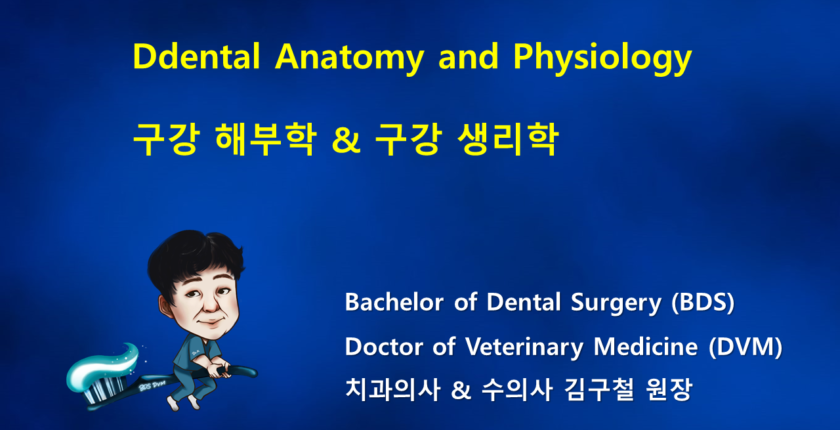 Ddental Anatomy and Physiology
구강 해부학 & 구강 생리학
Bachelor of Dental Surgery (BDS)
Doctor of Veterinary Medicine (DVM)
치과의사 & 수의사 김구철 원장